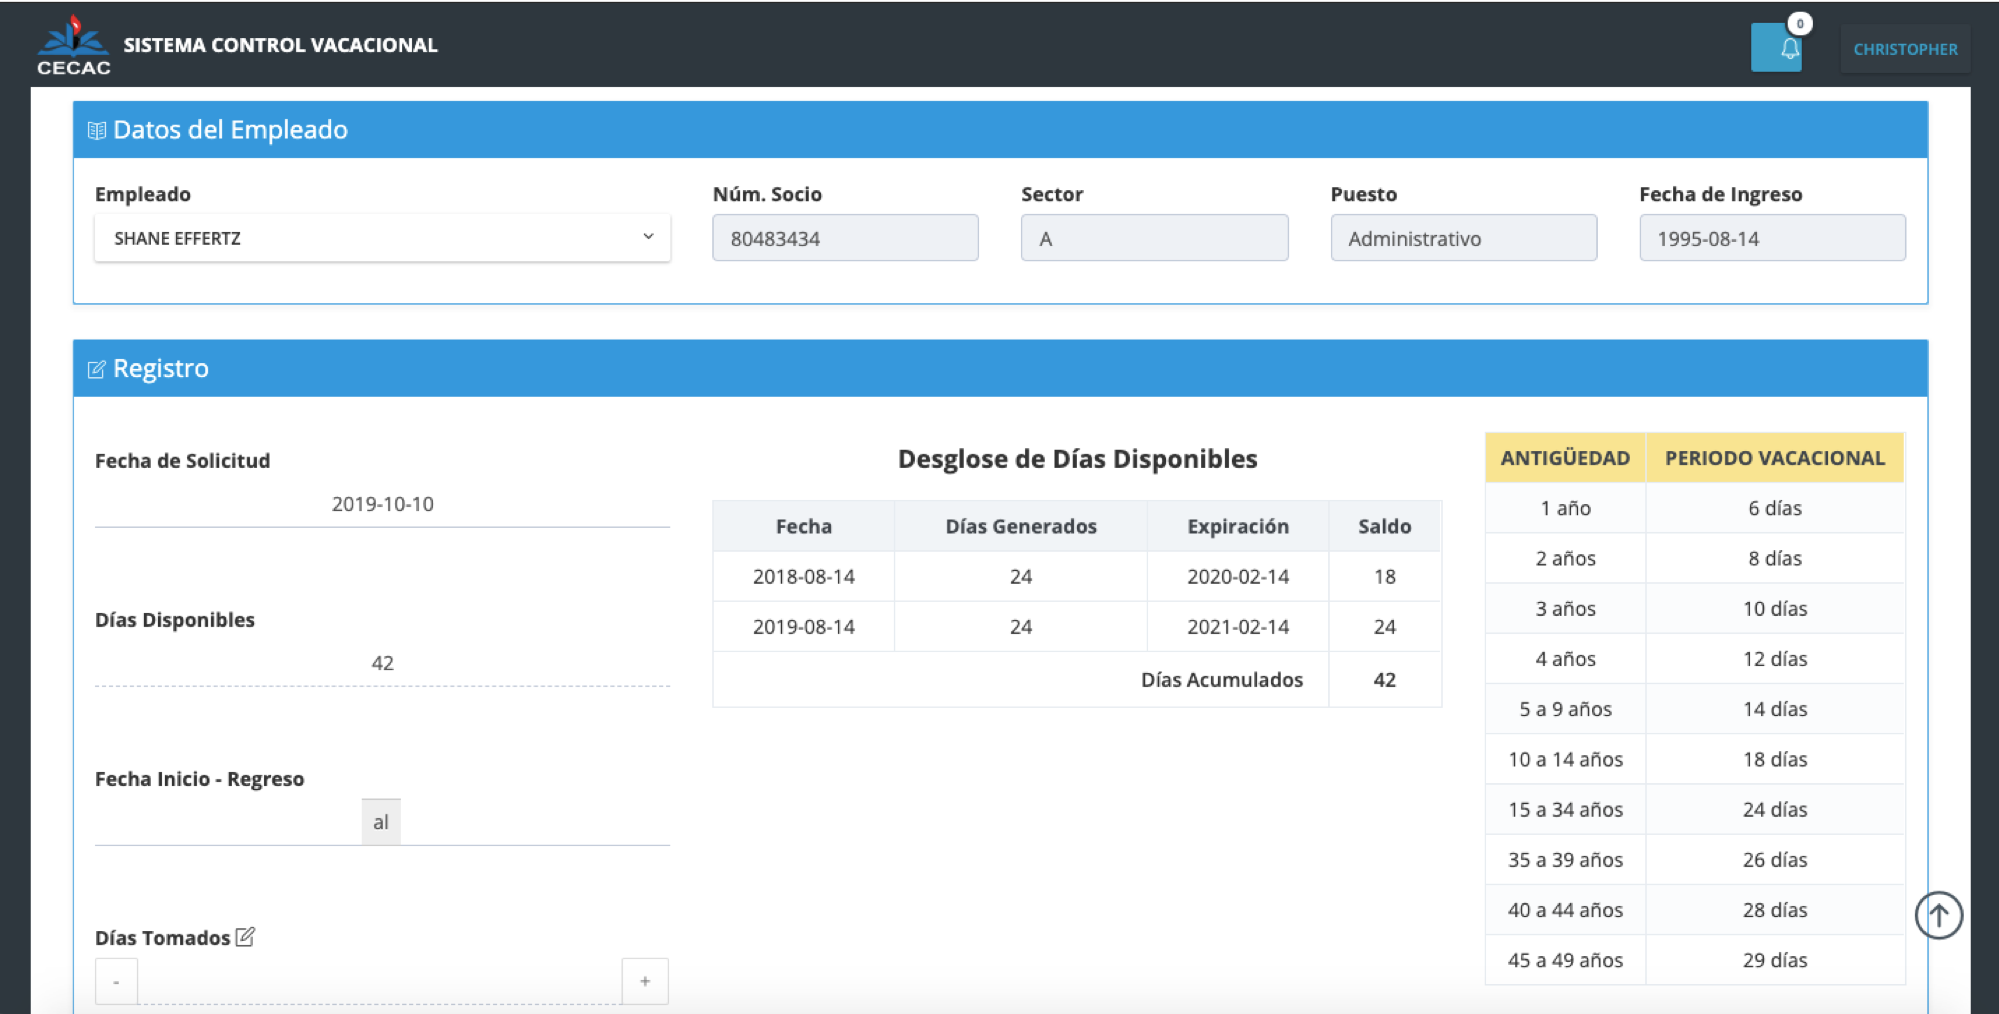 CECAC
SISTEMA CONTROL VACACIONAL
0
CHRISTOPHER
Datos del Empleado
Empleado Núm. Socio Sector Puesto Fecha de Ingreso
SHANE EFFERTZ 80483434 A Administrativo 1995-08-14
Registro
Fecha de Solicitud
2019-10-10
Días Disponibles
42
Fecha Inicio - Regreso
al
Días Tomados
- +
Desglose de Días Disponibles
Fecha Días Generados Expiración Saldo
2018-08-14 24 2020-02-14 18
2019-08-14 24 2021-02-14 24
Días Acumulados 42
ANTIGÜEDAD PERIODO VACACIONAL
1 año 6 días
2 años 8 días
3 años 10 días
4 años 12 días
5 a 9 años 14 días
10 a 14 años 18 días
15 a 34 años 24 días
35 a 39 años 26 días
40 a 44 años 28 días
45 a 49 años 29 días